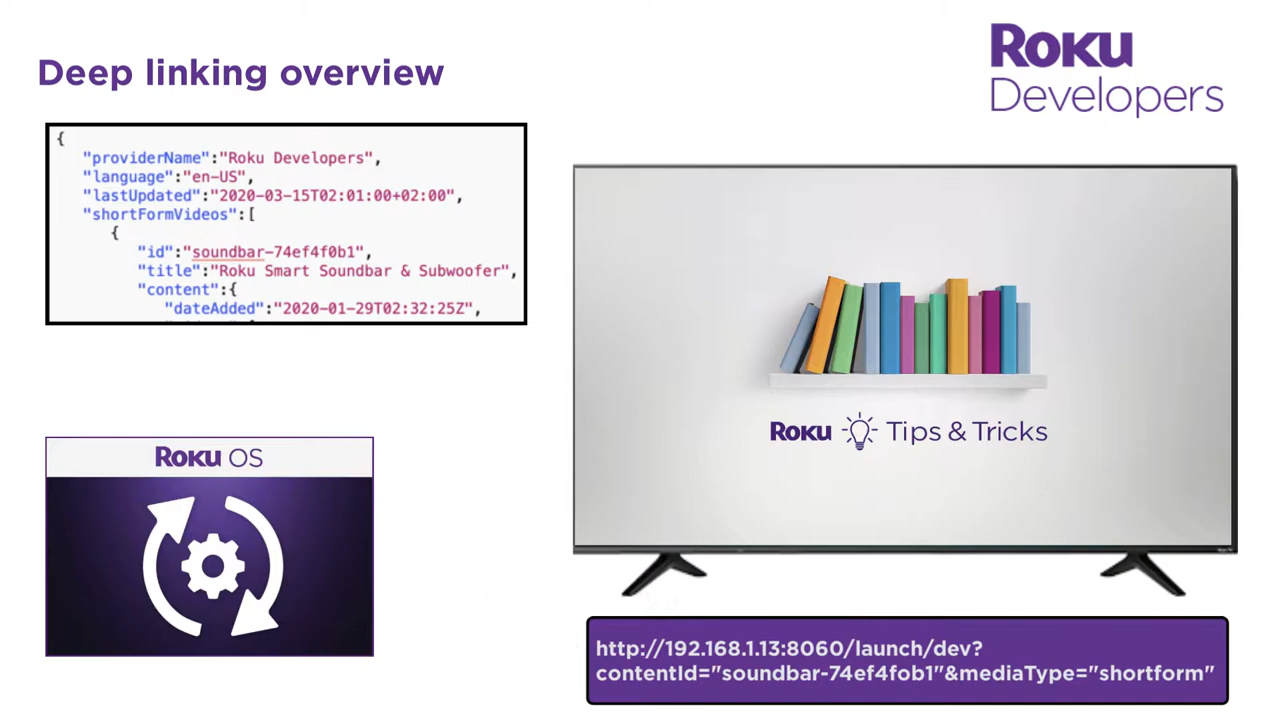 Deep linking overview
Roku
Developers
{
"providerName":"Roku Developers",
"language":"en-US",
"lastUpdated":"2020-03-15T02:01:00+02:00",
"shortFormVideos":[
{
"id":"soundbar-74ef4f0b1",
"title":"Roku Smart Soundbar & Subwoofer",
"content":{
"dateAdded":"2020-01-29T02:32:25Z",
Roku Tips & Tricks
Roku OS
http://192.168.1.13:8060/launch/dev?
contentId="soundbar-74ef4fob1"&mediaType="shortform"